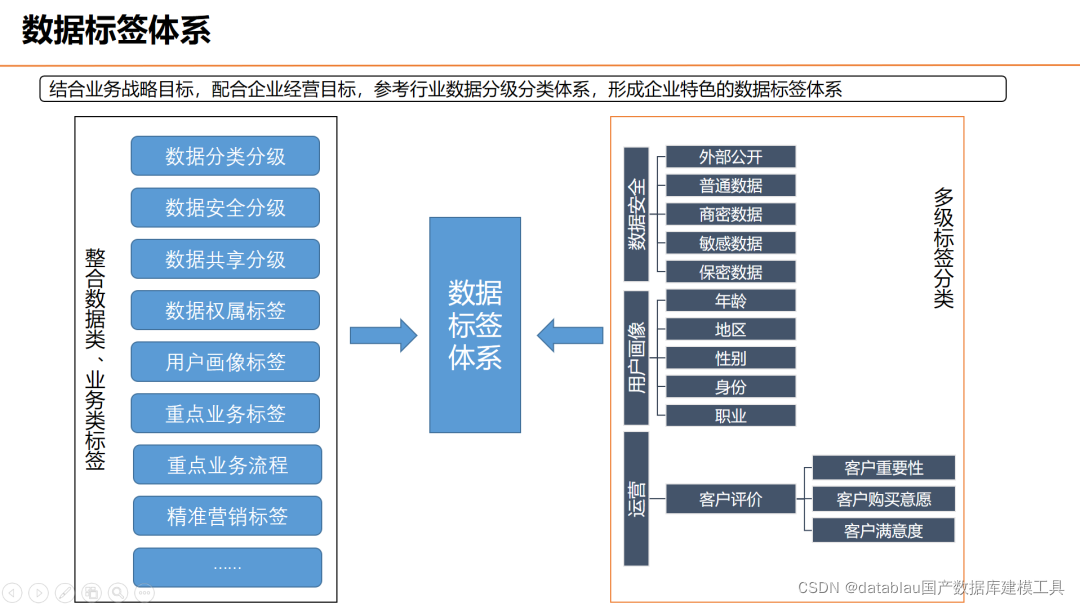 数据标签体系
结合业务战略目标，配合企业经营目标，参考行业数据分级分类体系，形成企业特色的数据标签体系
整合数据类、业务类标签
数据分类分级
数据安全分级
数据共享分级
数据权属标签
用户画像标签
重点业务标签
重点业务流程
精准营销标签
……
数据
标签
体系
数据安全
外部公开
普通数据
商密数据
敏感数据
保密数据
用户画像
年龄
地区
性别
身份
职业
运营
客户评价
客户重要性
客户购买意愿
客户满意度
多级标签分类
CSDN @datablau国产数据库建模工具